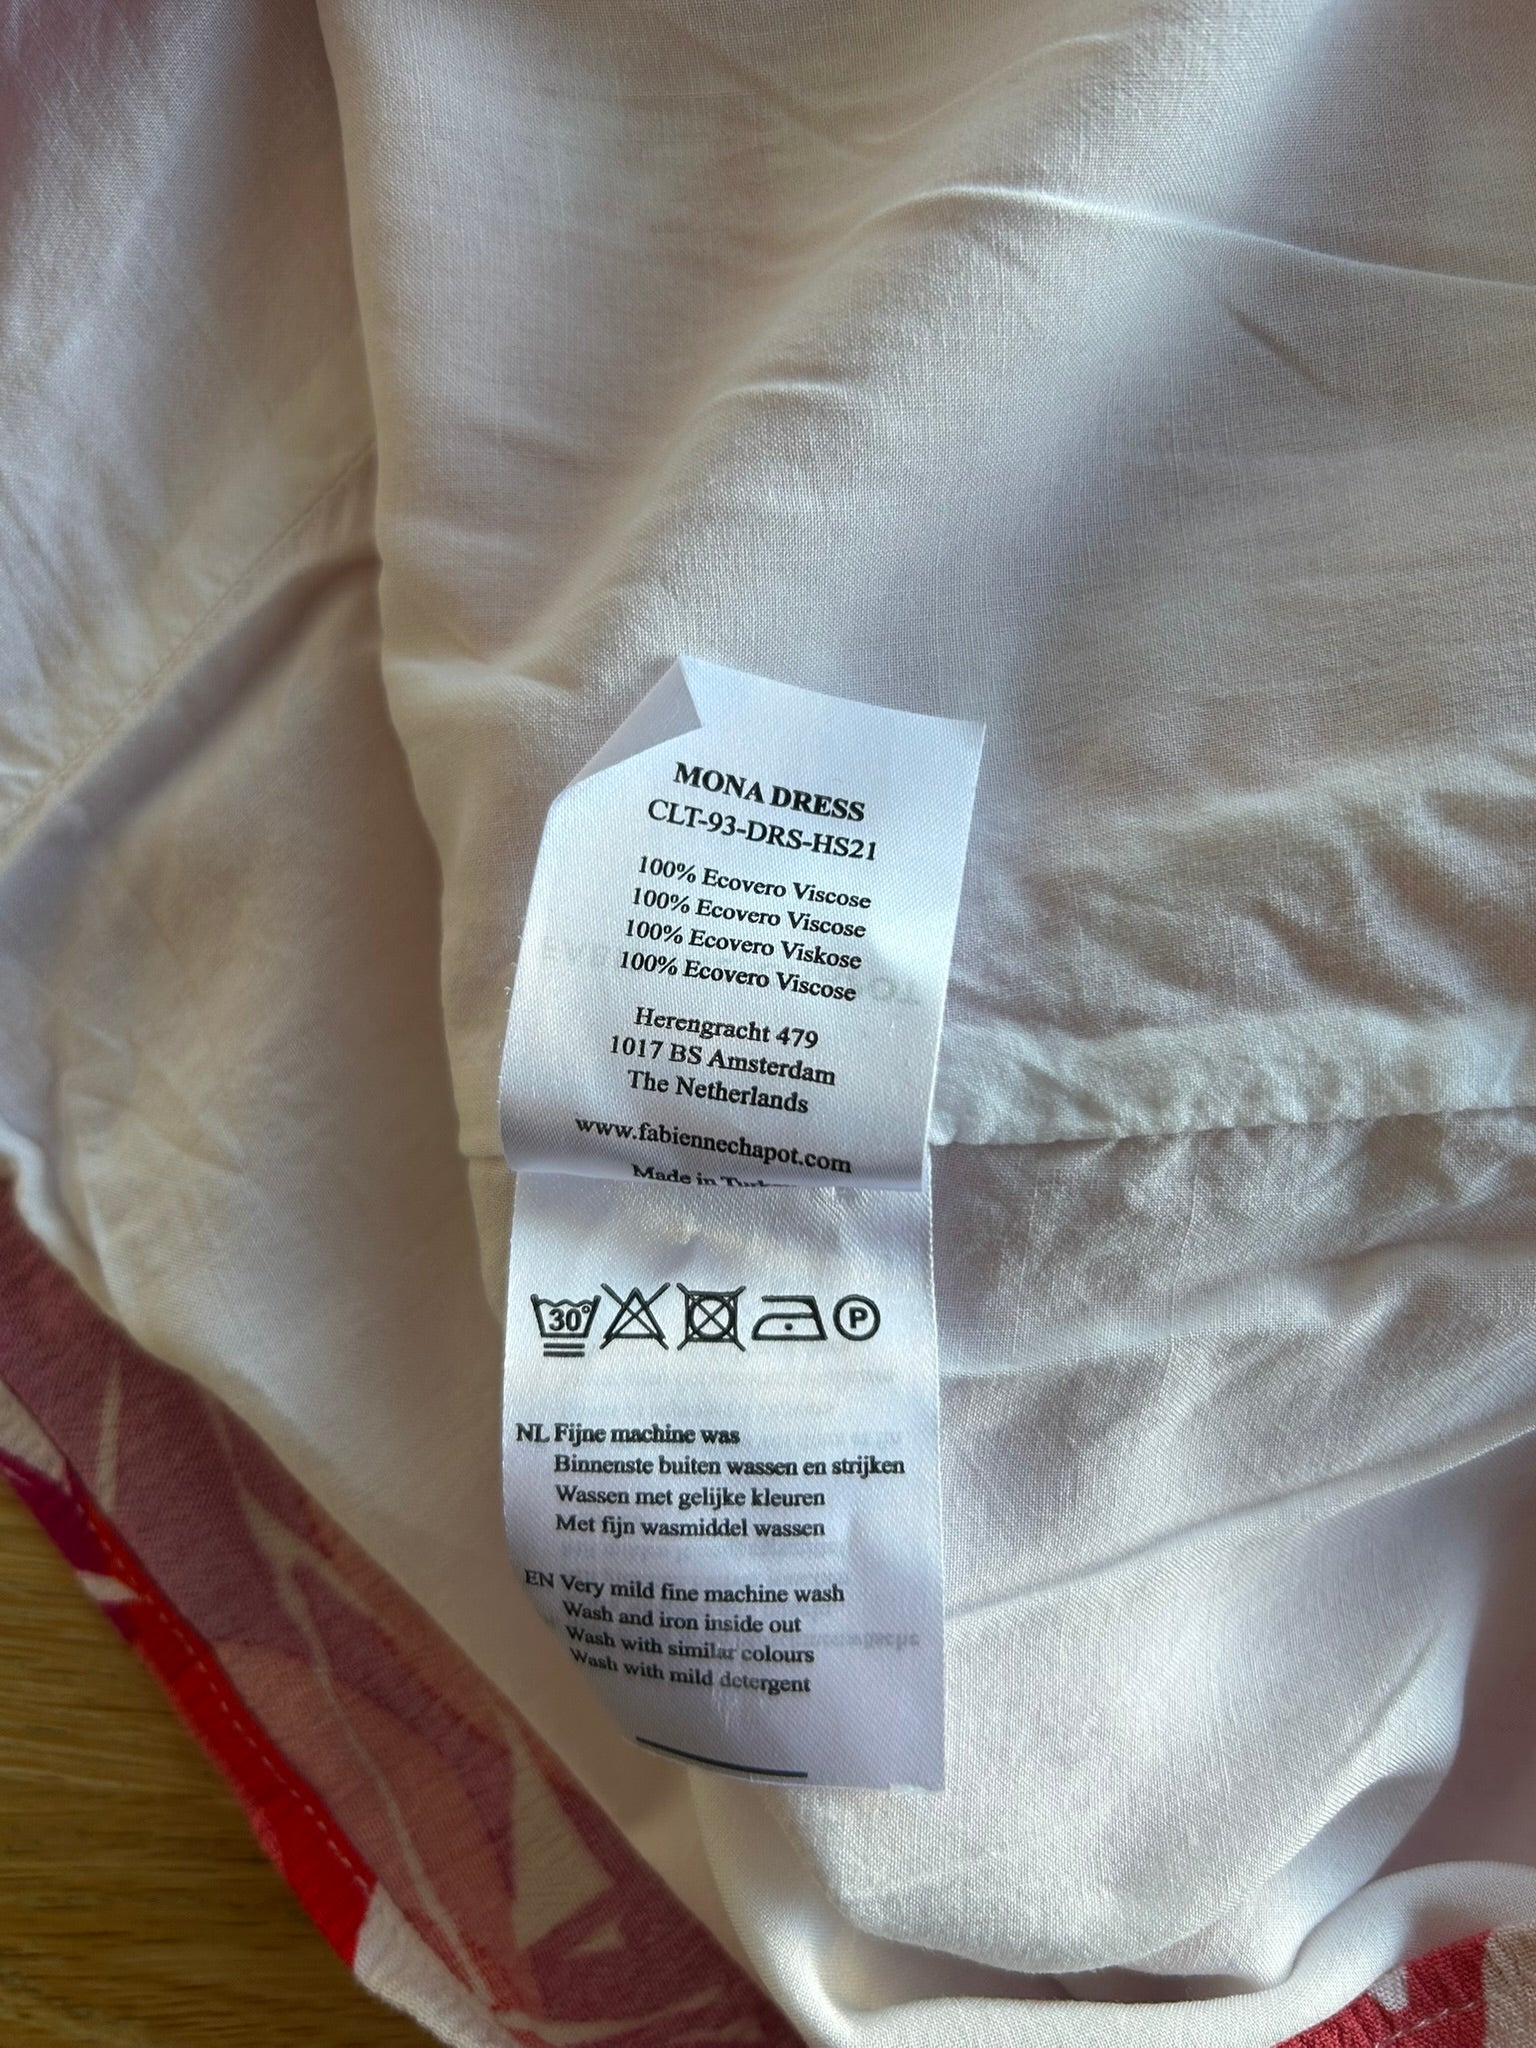 MONA DRESS
CLT-93-DRS-HS21
100% Ecovero Viscose
100% Ecovero Viscose
100% Ecovero Viskose
100% Ecovero Viscose
Herengracht 479
1017 BS Amsterdam
The Netherlands
www.fabiennechapot.com
Made in
30° P
NL Fijne machine was
Binnenste buiten wassen en strijken
Wassen met gelijke kleuren
Met fijn wasmiddel wassen
EN Very mild fine machine wash
Wash and iron inside out
Wash with similar colours
Wash with mild detergent